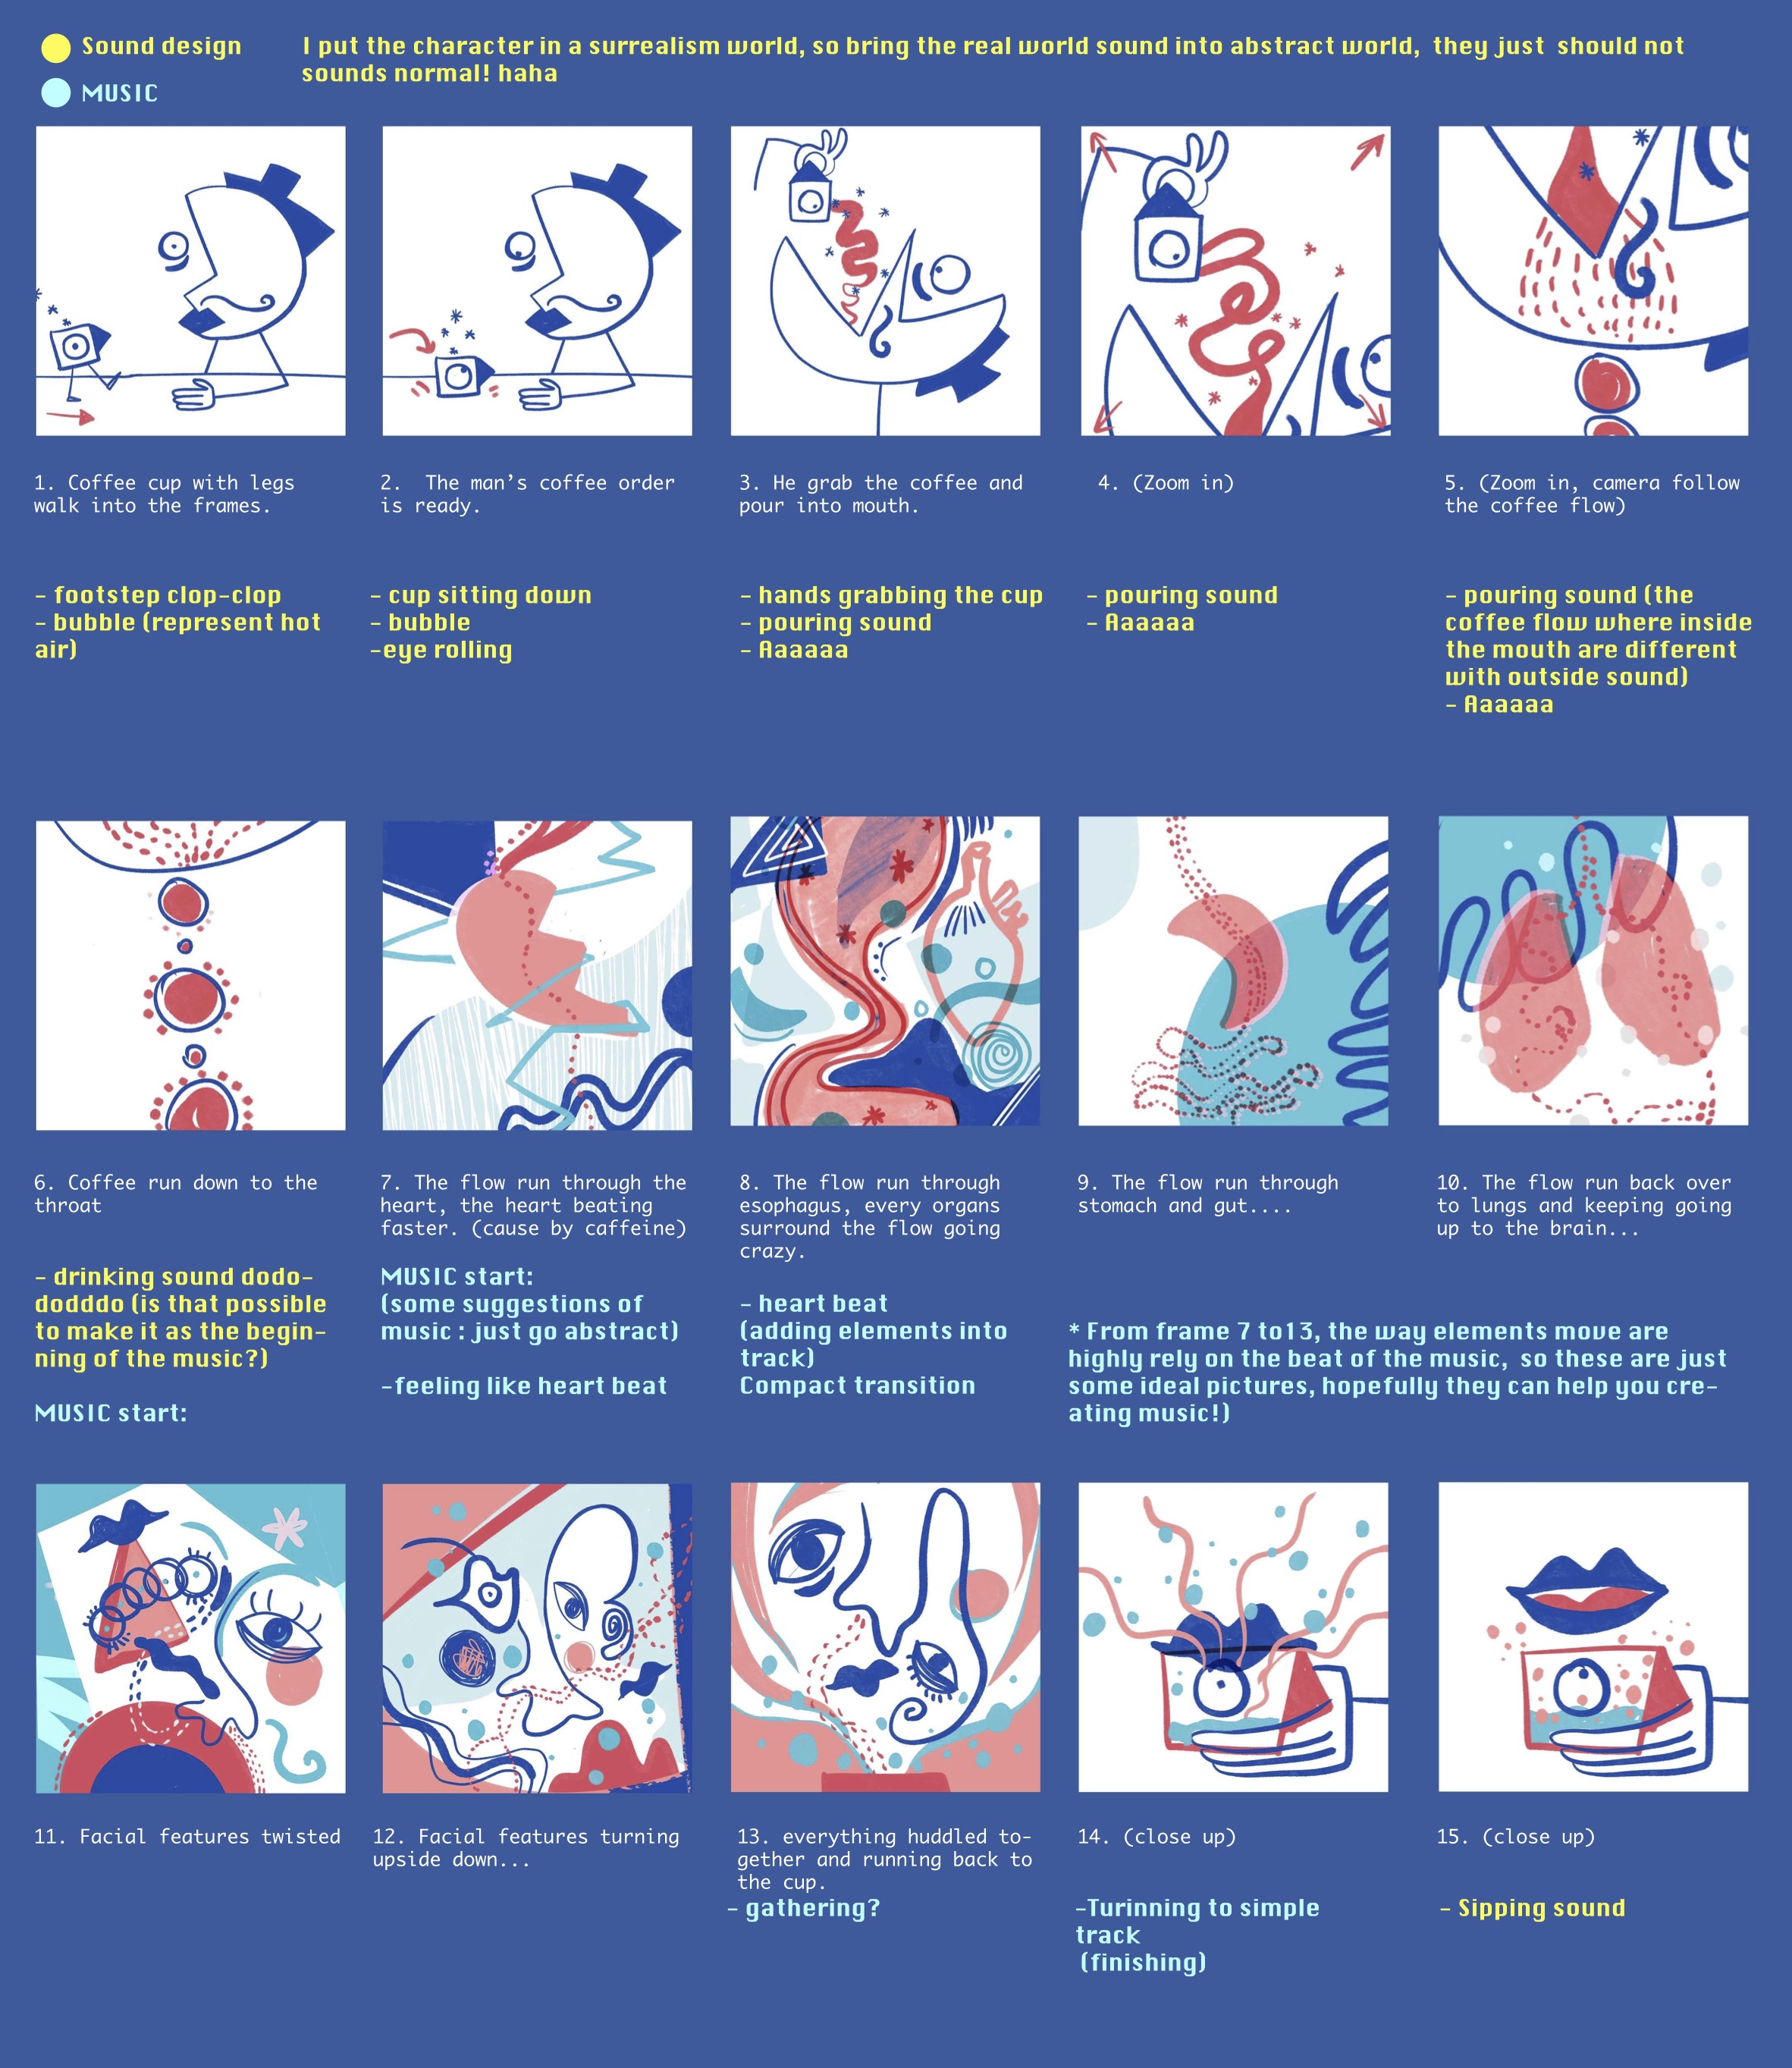 Sound design
I put the character in a surrealism world, so bring the real world sound into abstract world, they just should not
sounds normal! haha
MUSIC
1. Coffee cup with legs
walk into the frames.
- footstep clop-clop
- bubble (represent hot
air)
2. The man’s coffee order
is ready.
- cup sitting down
- bubble
-eye rolling
3. He grab the coffee and
pour into mouth.
- hands grabbing the cup
- pouring sound
- Aaaaaa
4. (Zoom in)
- pouring sound
- Aaaaaa
5. (Zoom in, camera follow
the coffee flow)
- pouring sound (the
coffee flow where inside
the mouth are different
with outside sound)
- Aaaaaa
6. Coffee run down to the
throat
- drinking sound dodo-
dodddo (is that possible
to make it as the begin-
ning of the music?)
MUSIC start:
7. The flow run through the
heart, the heart beating
faster. (cause by caffeine)
MUSIC start:
(some suggestions of
music : just go abstract)
-feeling like heart beat
8. The flow run through
esophagus, every organs
surround the flow going
crazy.
- heart beat
(adding elements into
track)
Compact transition
9. The flow run through
stomach and gut....
10. The flow run back over
to lungs and keeping going
up to the brain...
* From frame 7 to13, the way elements move are
highly rely on the beat of the music, so these are just
some ideal pictures, hopefully they can help you cre-
ating music!)
11. Facial features twisted
12. Facial features turning
upside down...
13. everything huddled to-
gether and running back to
the cup.
- gathering?
14. (close up)
-Turinning to simple
track
(finishing)
15. (close up)
- Sipping sound